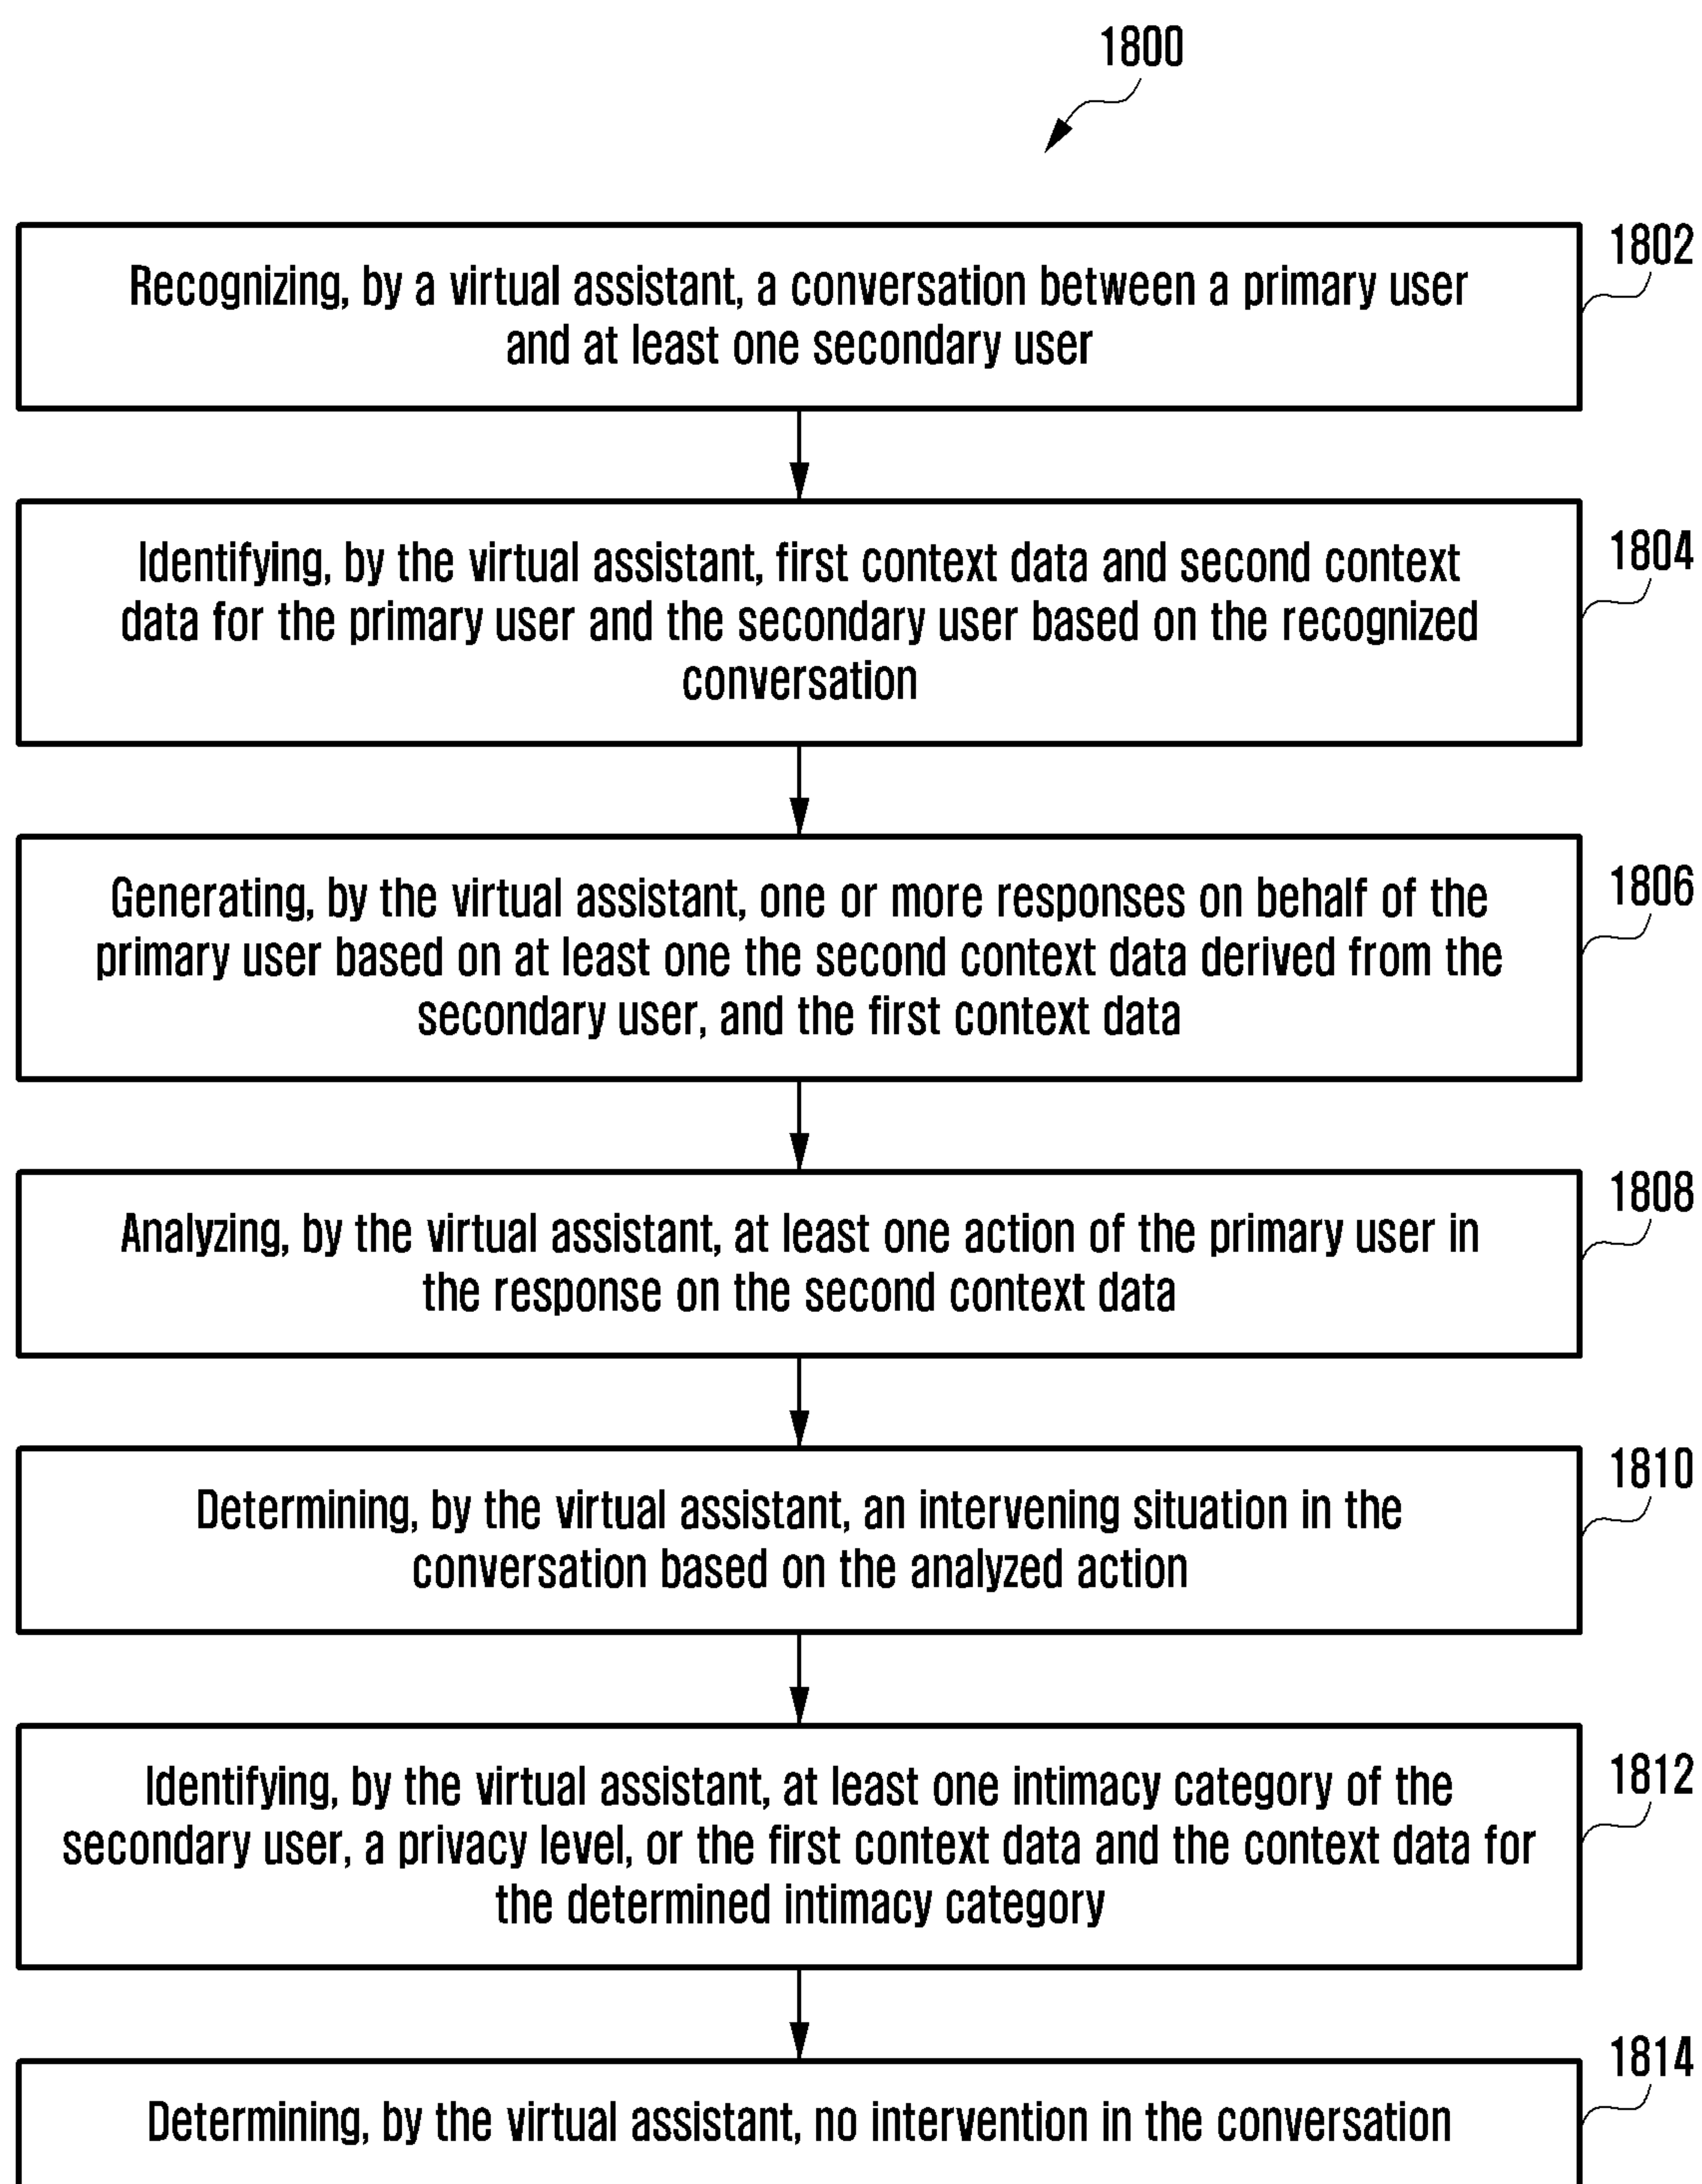 1800
1802
Recognizing, by a virtual assistant, a conversation between a primary user
and at least one secondary user
1804
Identifying, by the virtual assistant, first context data and second context
data for the primary user and the secondary user based on the recognized
conversation
1806
Generating, by the virtual assistant, one or more responses on behalf of the
primary user based on at least one the second context data derived from the
secondary user, and the first context data
1808
Analyzing, by the virtual assistant, at least one action of the primary user in
the response on the second context data
1810
Determining, by the virtual assistant, an intervening situation in the
conversation based on the analyzed action
1812
Identifying, by the virtual assistant, at least one intimacy category of the
secondary user, a privacy level, or the first context data and the context data for
the determined intimacy category
1814
Determining, by the virtual assistant, no intervention in the conversation